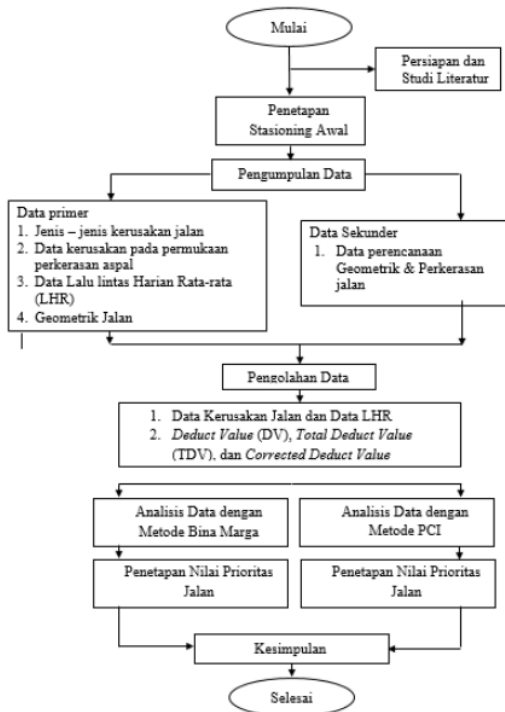 Mulai
Persiapan dan
Studi Literatur
Penetapan
Stasioning Awal
Pengumpulan Data
Data primer
1. Jenis – jenis kerusakan jalan
2. Data kerusakan pada permukaan
perkerasan aspal
3. Data Lalu lintas Harian Rata-rata
(LHR)
4. Geometrik Jalan
Data Sekunder
1. Data perencanaan
Geometrik & Perkerasan
jalan
Pengolahan Data
1. Data Kerusakan Jalan dan Data LHR
2. Deduct Value (DV), Total Deduct Value
(TDV), dan Corrected Deduct Value
Analisis Data dengan
Metode Bina Marga
Analisis Data dengan
Metode PCI
Penetapan Nilai Prioritas
Jalan
Penetapan Nilai Prioritas
Jalan
Kesimpulan
Selesai